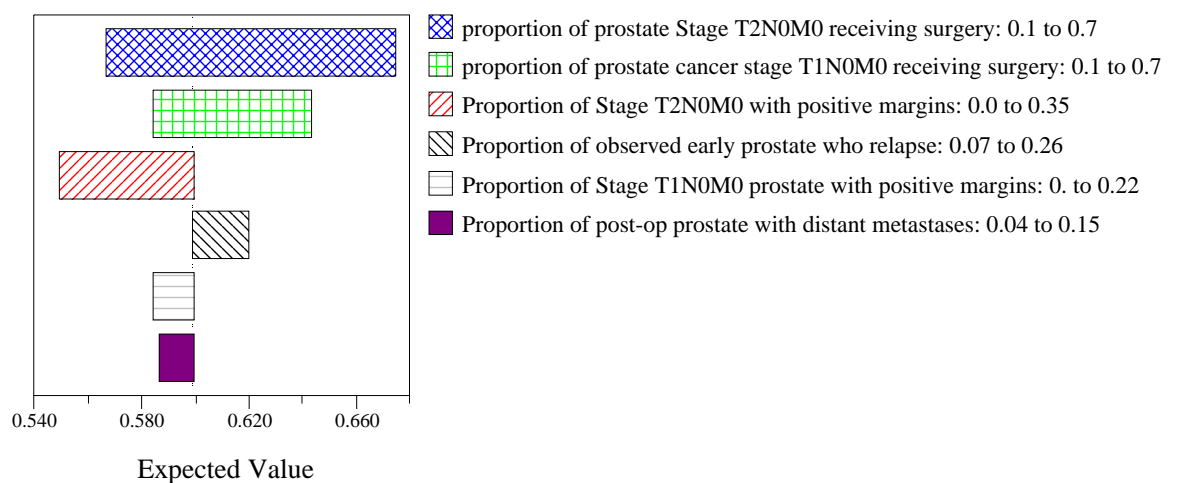 proportion of prostate Stage T2N0M0 receiving surgery: 0.1 to 0.7
proportion of prostate cancer stage T1N0M0 receiving surgery: 0.1 to 0.7
Proportion of Stage T2N0M0 with positive margins: 0.0 to 0.35
Proportion of observed early prostate who relapse: 0.07 to 0.26
Proportion of Stage T1N0M0 prostate with positive margins: 0. to 0.22
Proportion of post-op prostate with distant metastases: 0.04 to 0.15
0.540 0.580 0.620 0.660
Expected Value